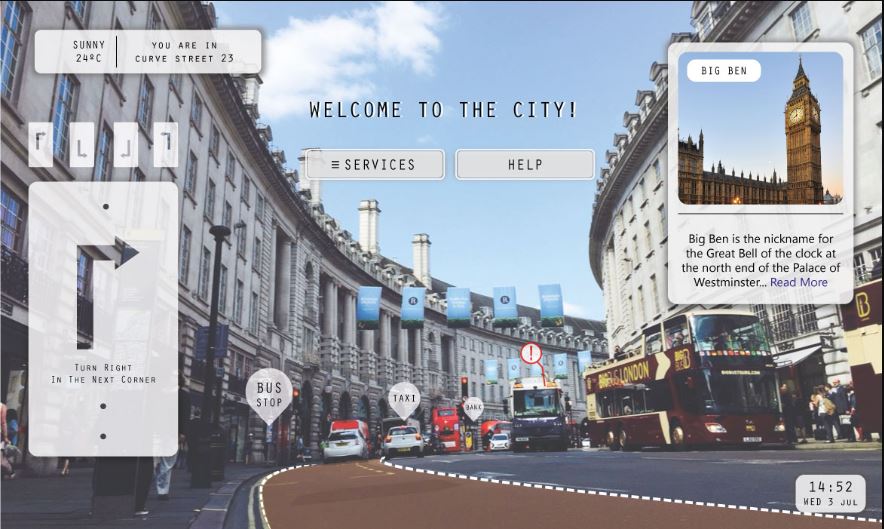 SUNNY
24ºC
YOU ARE IN
CURVE STREET 23
WELCOME TO THE CITY!
≡ SERVICES
HELP
BIG BEN
Big Ben is the nickname for
the Great Bell of the clock at
the north end of the Palace of
Westminster... Read More
TURN RIGHT
IN THE NEXT CORNER
BUS
STOP
TAXI
BANK
!
LONDON
14:52
WED 3 JUL